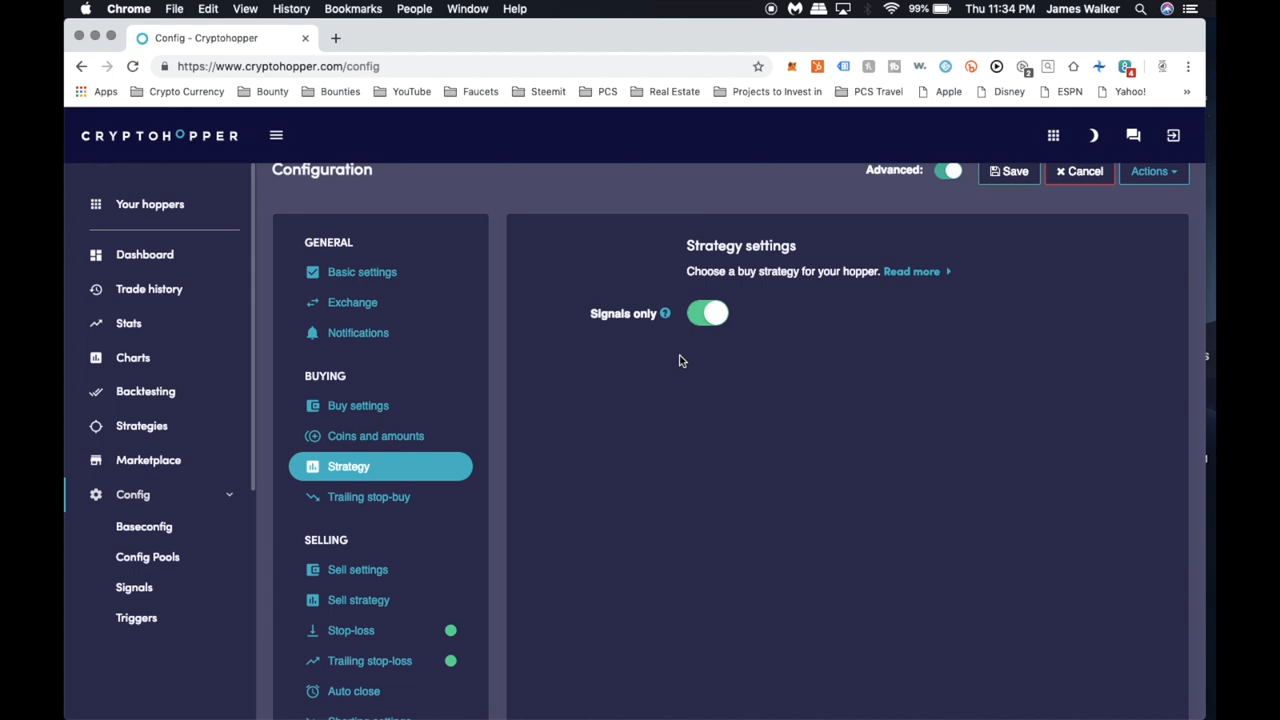 Chrome File Edit View History Bookmarks People Window Help 99% Thu 11:34 PM James Walker
Config - Cryptohopper
https://www.cryptohopper.com/config
2
4
Apps Crypto Currency Bounty Bounties YouTube Faucets Steemit PCS Real Estate Projects to Invest in PCS Travel Apple Disney ESPN Yahoo! »
CRYPTOHOPPER
Configuration
Advanced: Save Cancel Actions
Your hoppers
Dashboard
Trade history
Stats
Charts
Backtesting
Strategies
Marketplace
Config
Baseconfig
Config Pools
Signals
Triggers
GENERAL
Basic settings
Exchange
Notifications
BUYING
Buy settings
Coins and amounts
Strategy
Trailing stop-buy
SELLING
Sell settings
Sell strategy
Stop-loss
Trailing stop-loss
Auto close
Shorting settings
Strategy settings
Choose a buy strategy for your hopper. Read more
Signals only